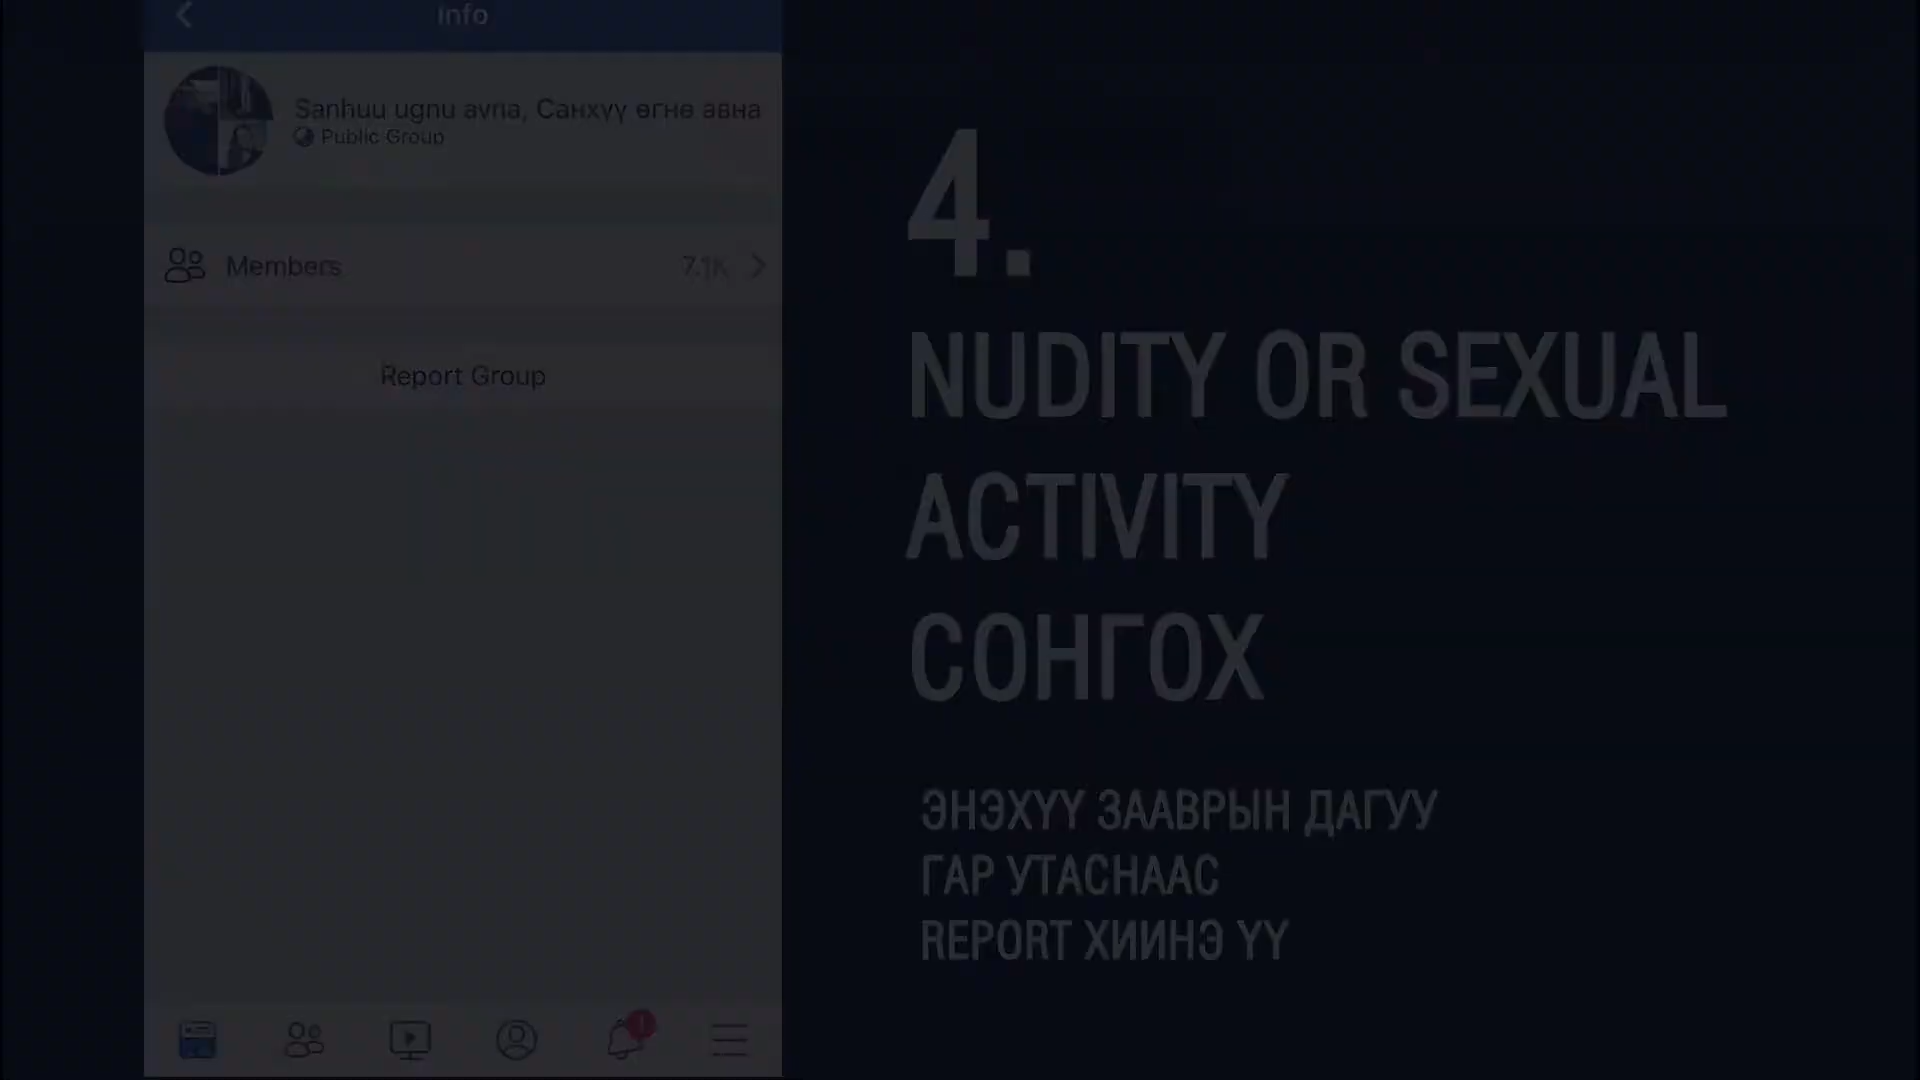 Info
Sanhuu ugnu avna, Санхүү өгнө авна
Public Group
Members
7.1K
Report Group
4.
NUDITY OR SEXUAL
ACTIVITY
СОНГОХ
ЭНЭХҮҮ ЗААВРЫН ДАГУУ
ГАР УТАСНААС
REPORT ХИИНЭ ҮҮ